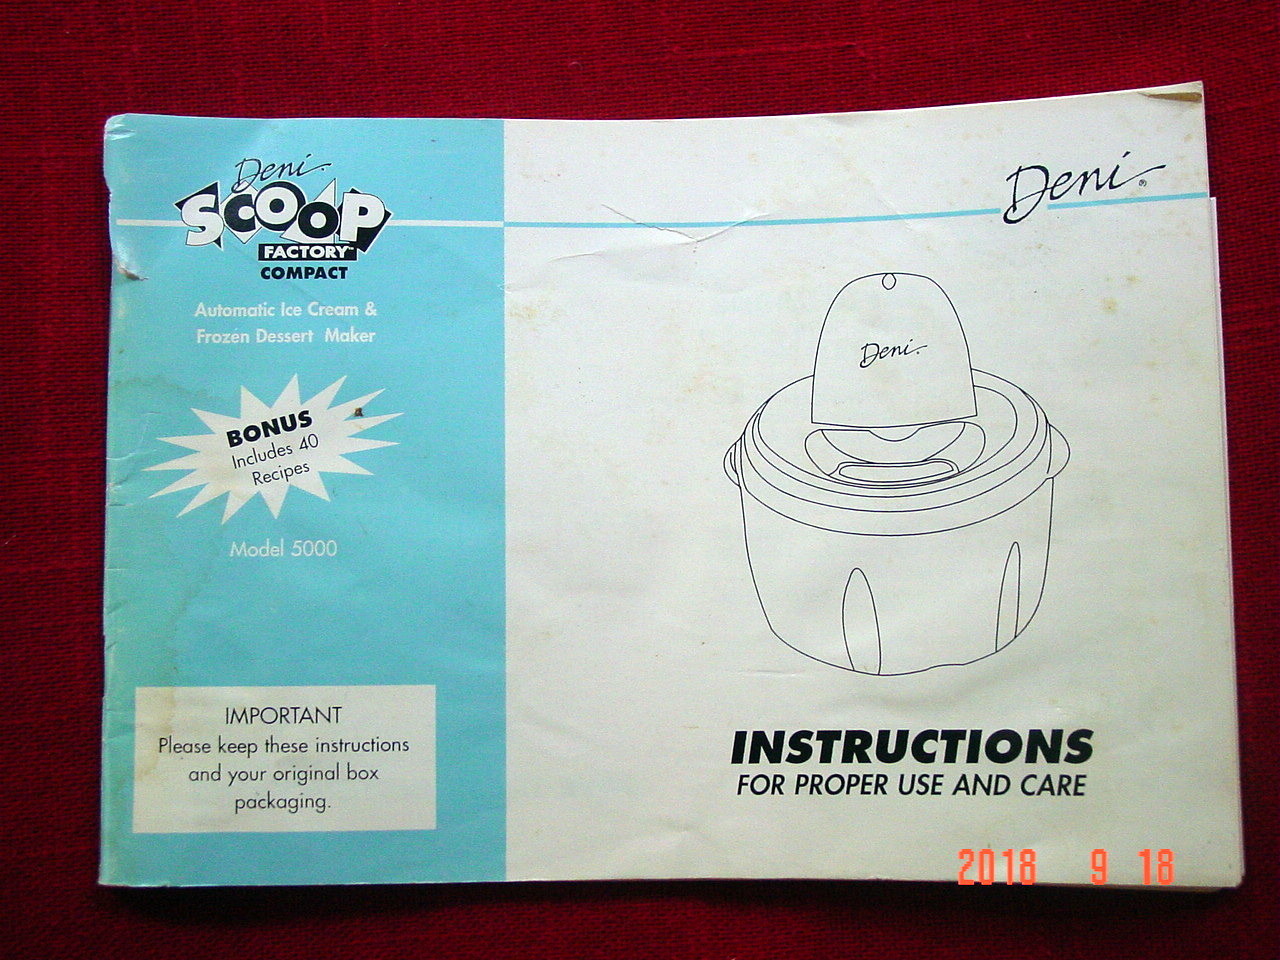 Deni
SCOOP
FACTORY™
COMPACT
Automatic Ice Cream &
Frozen Dessert Maker
BONUS
Includes 40
Recipes
Model 5000
IMPORTANT
Please keep these instructions
and your original box
packaging.
Deni®
Deni
INSTRUCTIONS
FOR PROPER USE AND CARE
2018 9 18